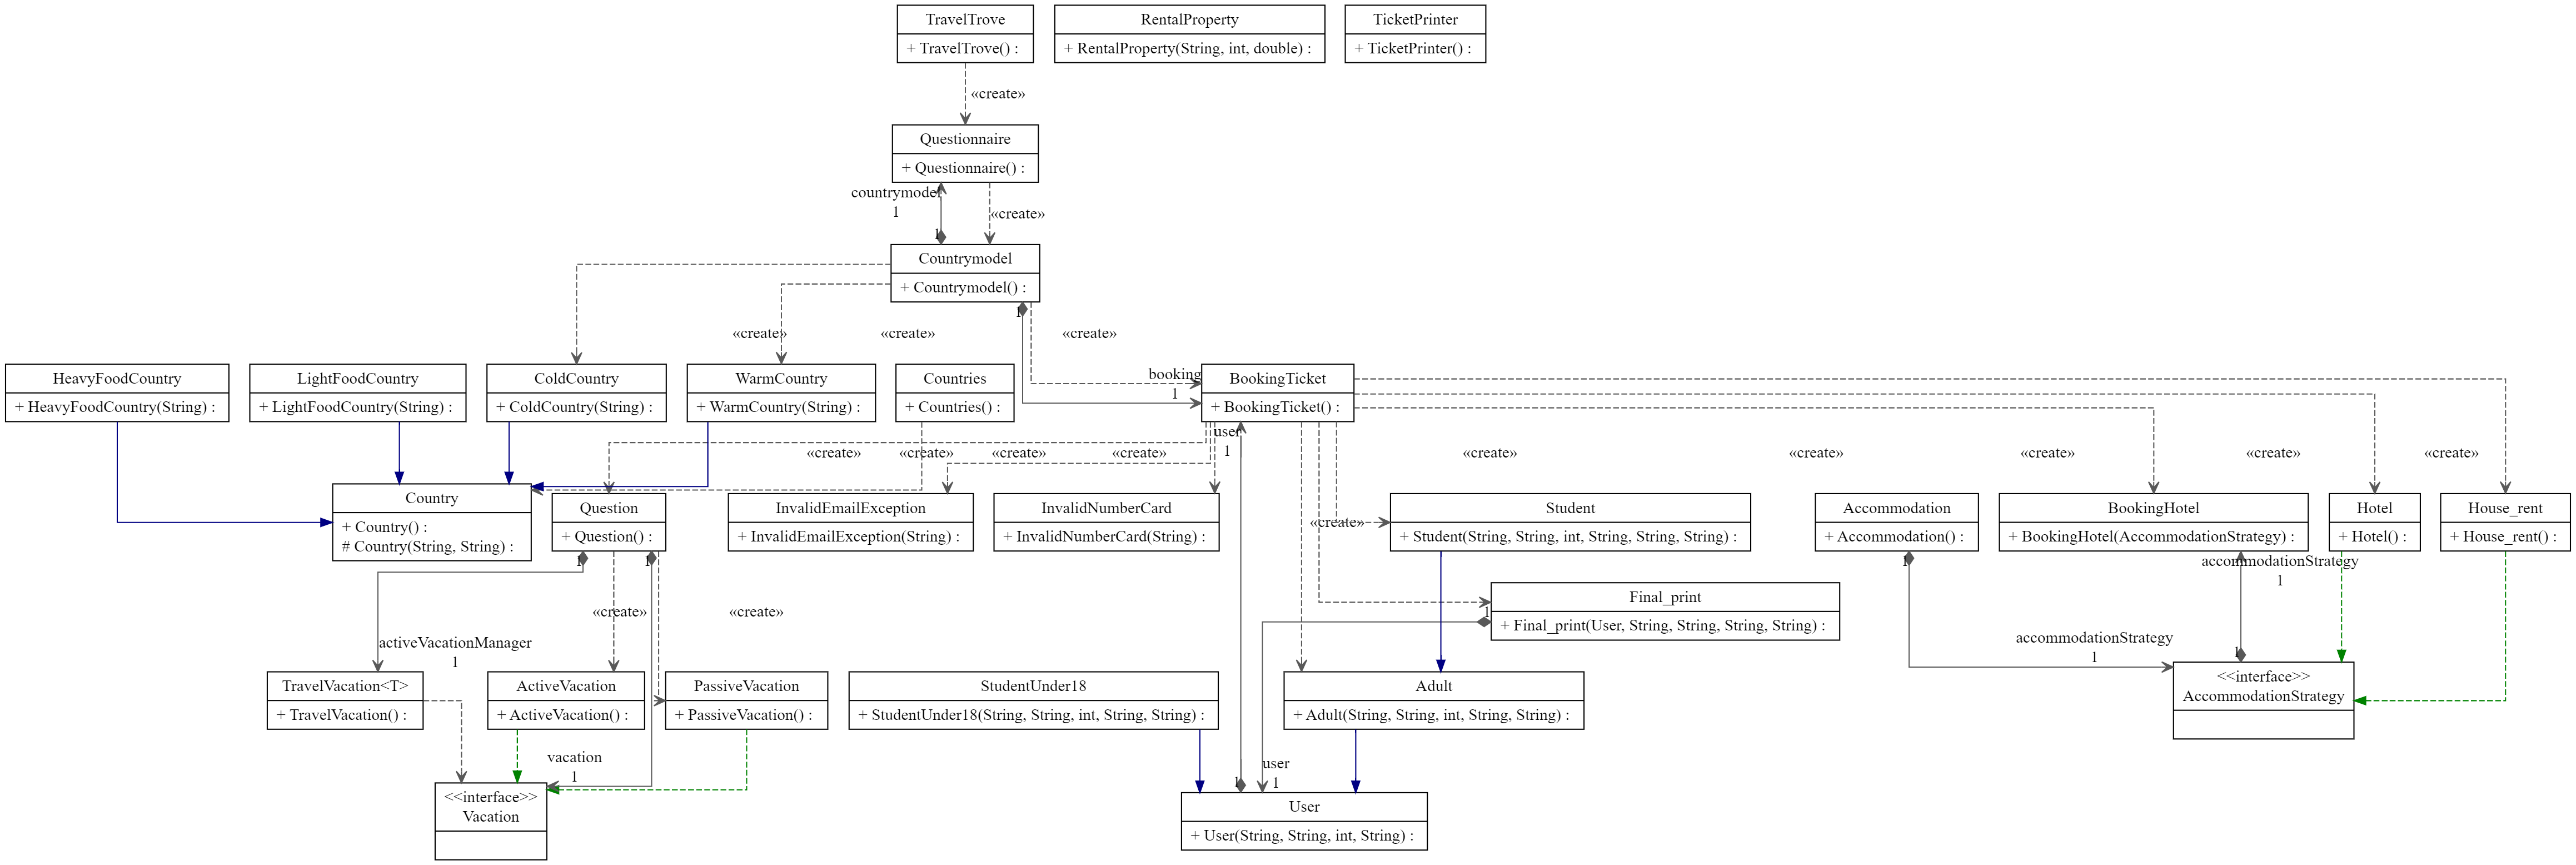 TravelTrove
+ TravelTrove() :
RentalProperty
+ RentalProperty(String, int, double) :
TicketPrinter
+ TicketPrinter() :
«create»
Questionnaire
+ Questionnaire() :
countrymodel
1
«create»
1
Countrymodel
+ Countrymodel() :
1
«create»
«create»
«create»
HeavyFoodCountry
+ HeavyFoodCountry(String) :
LightFoodCountry
+ LightFoodCountry(String) :
ColdCountry
+ ColdCountry(String) :
WarmCountry
+ WarmCountry(String) :
Countries
+ Countries() :
booking
1
BookingTicket
+ BookingTicket() :
user
1
«create»
«create»
«create»
«create»
«create»
«create»
«create»
«create»
«create»
Country
+ Country() :
# Country(String, String) :
Question
+ Question() :
1
1
InvalidEmailException
+ InvalidEmailException(String) :
InvalidNumberCard
+ InvalidNumberCard(String) :
«create»
Student
+ Student(String, String, int, String, String, String) :
Accommodation
+ Accommodation() :
1
BookingHotel
+ BookingHotel(AccommodationStrategy) :
Hotel
+ Hotel() :
House_rent
+ House_rent() :
accommodationStrategy
1
«create»
«create»
1
Final_print
+ Final_print(User, String, String, String, String) :
activeVacationManager
1
accommodationStrategy
1
1
TravelVacation<T>
+ TravelVacation() :
ActiveVacation
+ ActiveVacation() :
PassiveVacation
+ PassiveVacation() :
StudentUnder18
+ StudentUnder18(String, String, int, String, String) :
Adult
+ Adult(String, String, int, String, String) :
<<interface>>
AccommodationStrategy
vacation
1
user
1
1
<<interface>>
Vacation
User
+ User(String, String, int, String) :